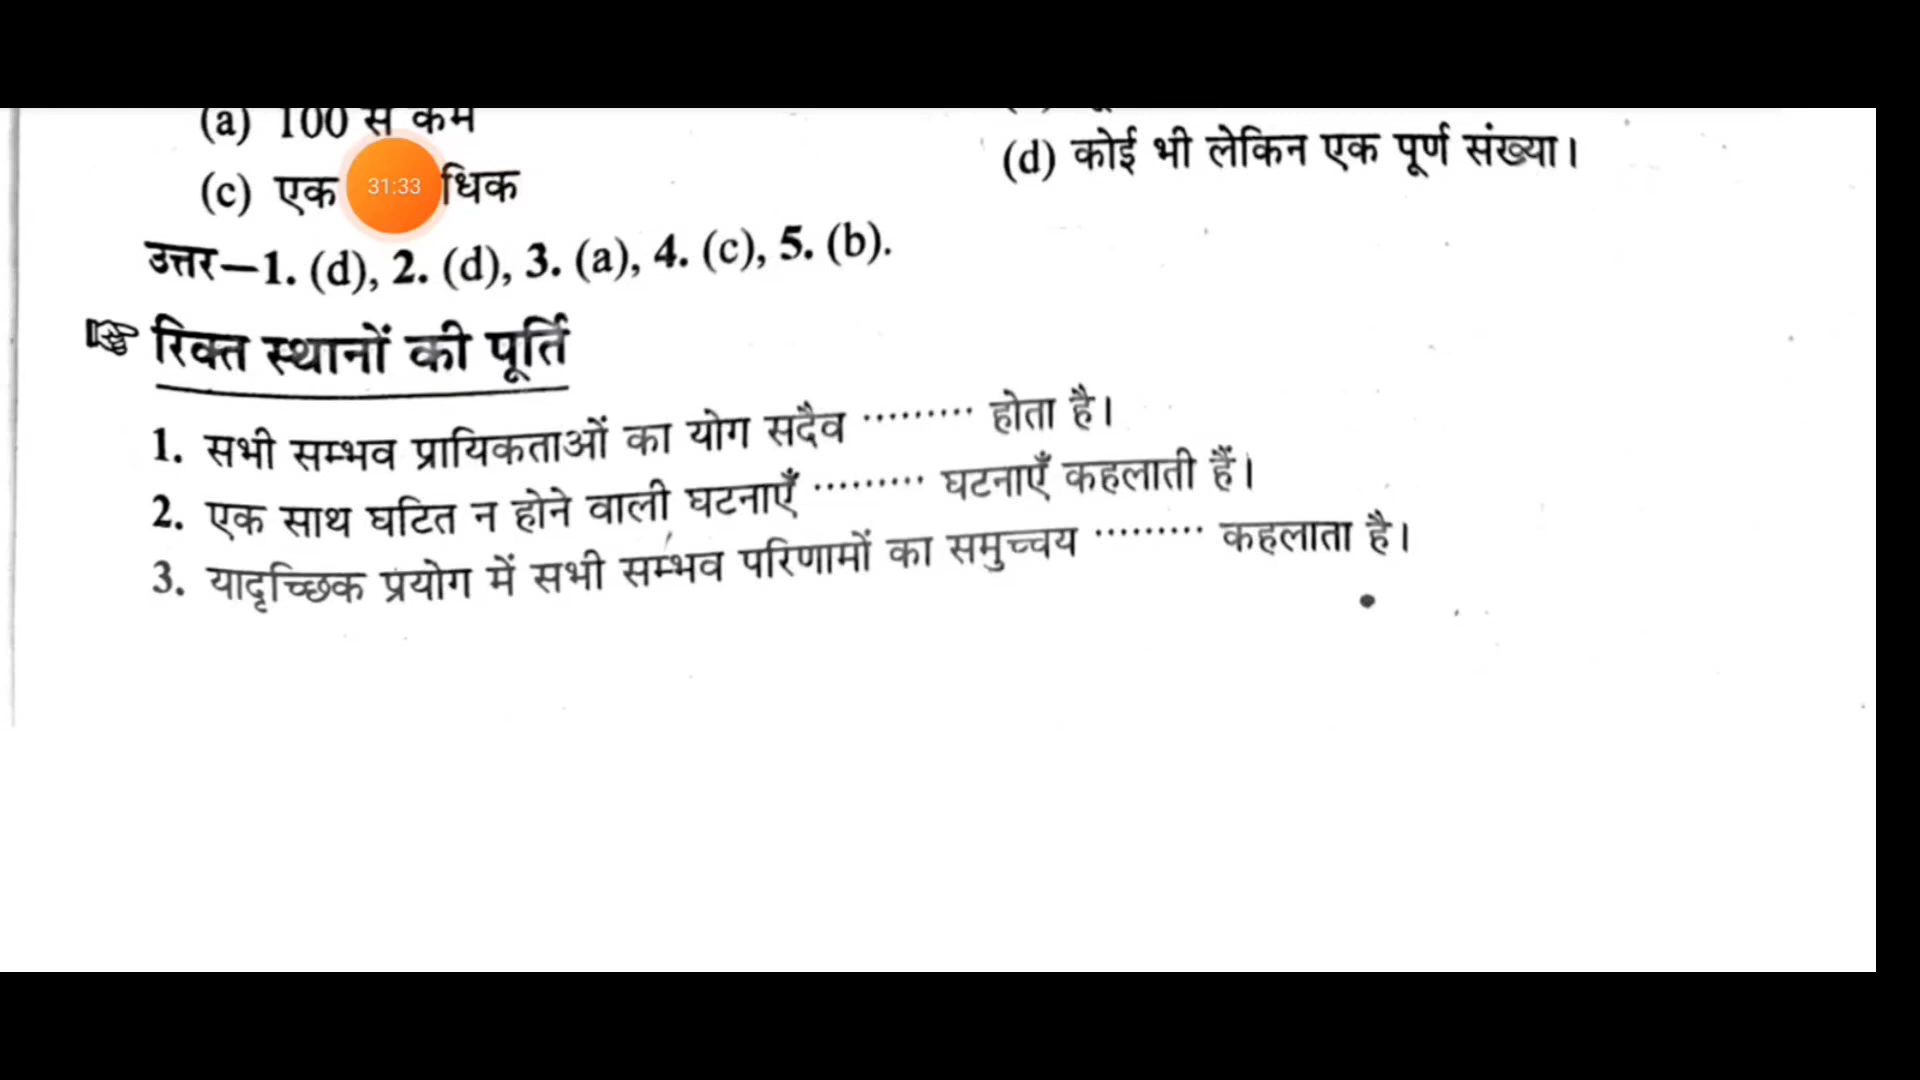 (a) 100 से कम
(d) कोई भी लेकिन एक पूर्ण संख्या।
(c) एक धिक
31:33
उत्तर—1. (d), 2. (d), 3. (a), 4. (c), 5. (b).
रिक्त स्थानों की पूर्ति
1. सभी सम्भव प्रायिकताओं का योग सदैव ......... होता है।
2. एक साथ घटित न होने वाली घटनाएँ ......... घटनाएँ कहलाती हैं।
3. यादृच्छिक प्रयोग में सभी सम्भव परिणामों का समुच्चय ......... कहलाता है।